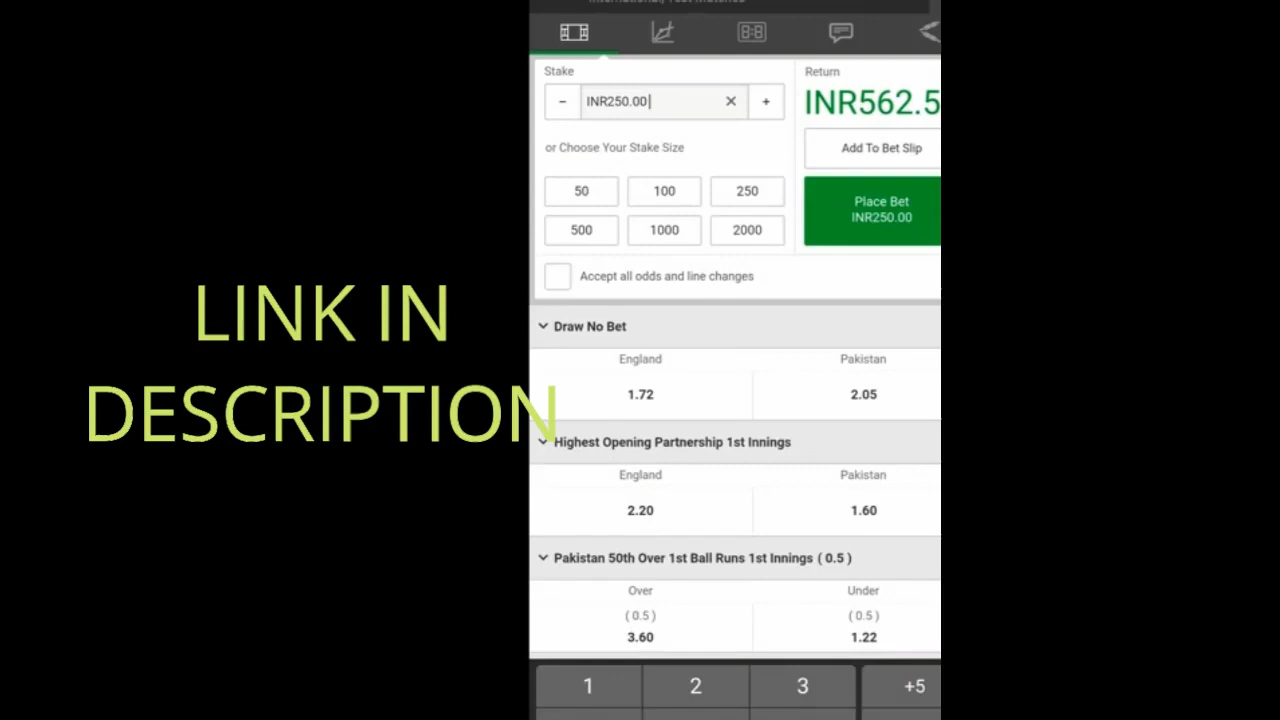 International, Test Matches
Stake
Return
INR250.00
INR562.5
or Choose Your Stake Size
Add To Bet Slip
50
100
250
Place Bet
INR250.00
500
1000
2000
Accept all odds and line changes
LINK IN
DESCRIPTION
Draw No Bet
England
Pakistan
1.72
2.05
Highest Opening Partnership 1st Innings
England
Pakistan
2.20
1.60
Pakistan 50th Over 1st Ball Runs 1st Innings ( 0.5 )
Over
Under
( 0.5 )
( 0.5 )
3.60
1.22
1
2
3
+5